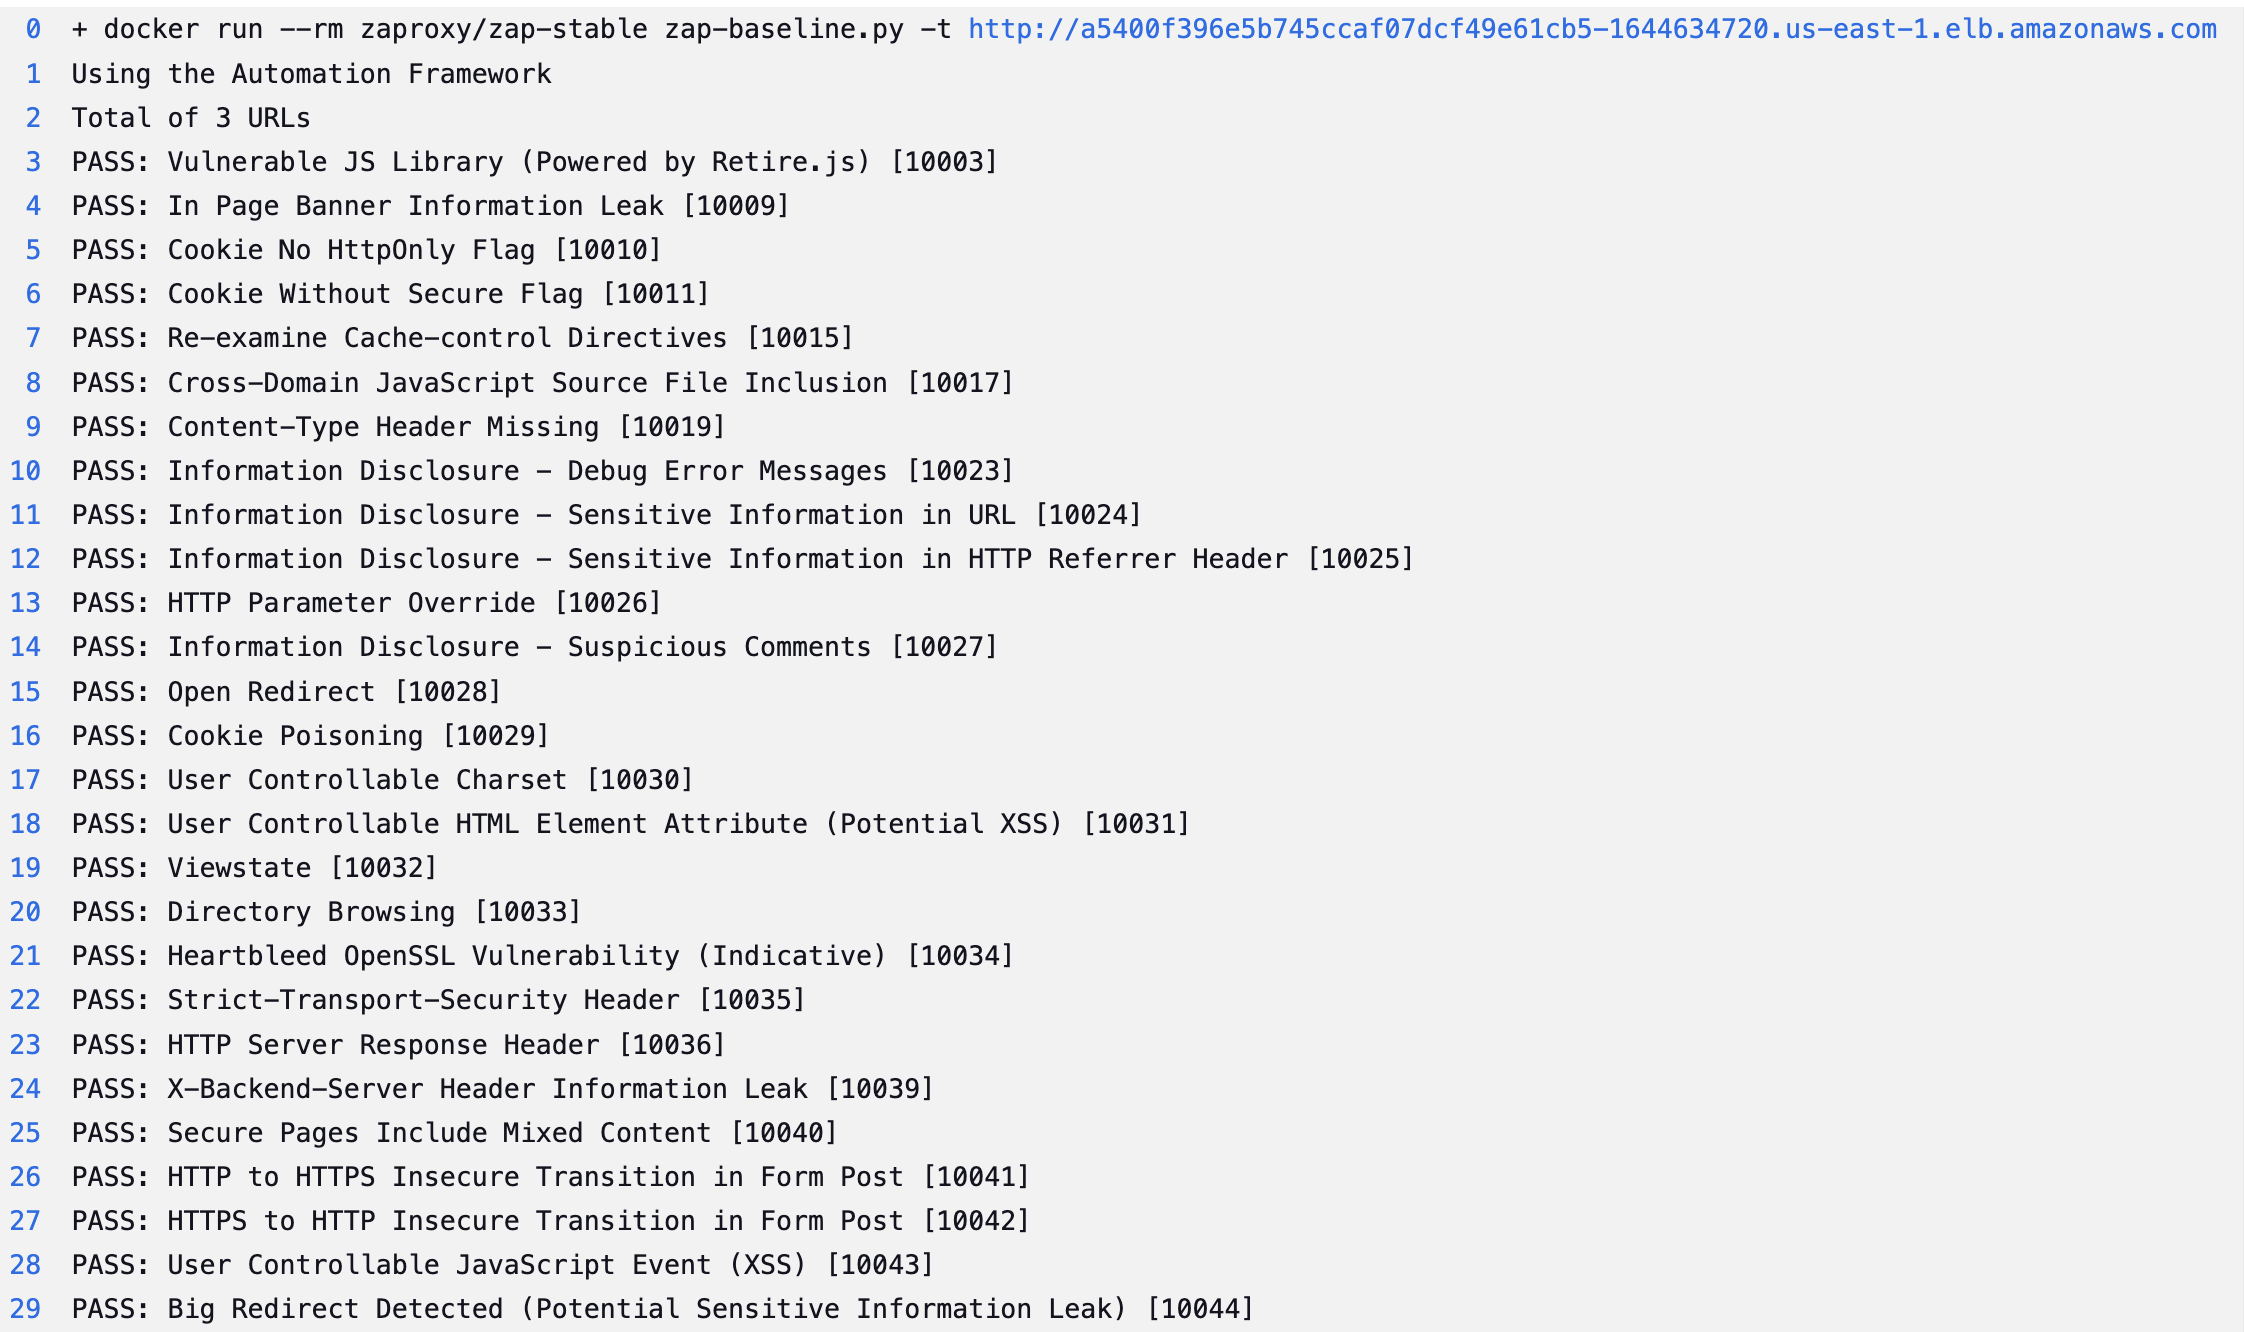 0 + docker run --rm zaproxy/zap-stable zap-baseline.py -t http://a5400f396e5b745ccaf07dcf49e61cb5-1644634720.us-east-1.elb.amazonaws.com
1 Using the Automation Framework
2 Total of 3 URLs
3 PASS: Vulnerable JS Library (Powered by Retire.js) [10003]
4 PASS: In Page Banner Information Leak [10009]
5 PASS: Cookie No HttpOnly Flag [10010]
6 PASS: Cookie Without Secure Flag [10011]
7 PASS: Re-examine Cache-control Directives [10015]
8 PASS: Cross-Domain JavaScript Source File Inclusion [10017]
9 PASS: Content-Type Header Missing [10019]
10 PASS: Information Disclosure - Debug Error Messages [10023]
11 PASS: Information Disclosure - Sensitive Information in URL [10024]
12 PASS: Information Disclosure - Sensitive Information in HTTP Referrer Header [10025]
13 PASS: HTTP Parameter Override [10026]
14 PASS: Information Disclosure - Suspicious Comments [10027]
15 PASS: Open Redirect [10028]
16 PASS: Cookie Poisoning [10029]
17 PASS: User Controllable Charset [10030]
18 PASS: User Controllable HTML Element Attribute (Potential XSS) [10031]
19 PASS: Viewstate [10032]
20 PASS: Directory Browsing [10033]
21 PASS: Heartbleed OpenSSL Vulnerability (Indicative) [10034]
22 PASS: Strict-Transport-Security Header [10035]
23 PASS: HTTP Server Response Header [10036]
24 PASS: X-Backend-Server Header Information Leak [10039]
25 PASS: Secure Pages Include Mixed Content [10040]
26 PASS: HTTP to HTTPS Insecure Transition in Form Post [10041]
27 PASS: HTTPS to HTTP Insecure Transition in Form Post [10042]
28 PASS: User Controllable JavaScript Event (XSS) [10043]
29 PASS: Big Redirect Detected (Potential Sensitive Information Leak) [10044]